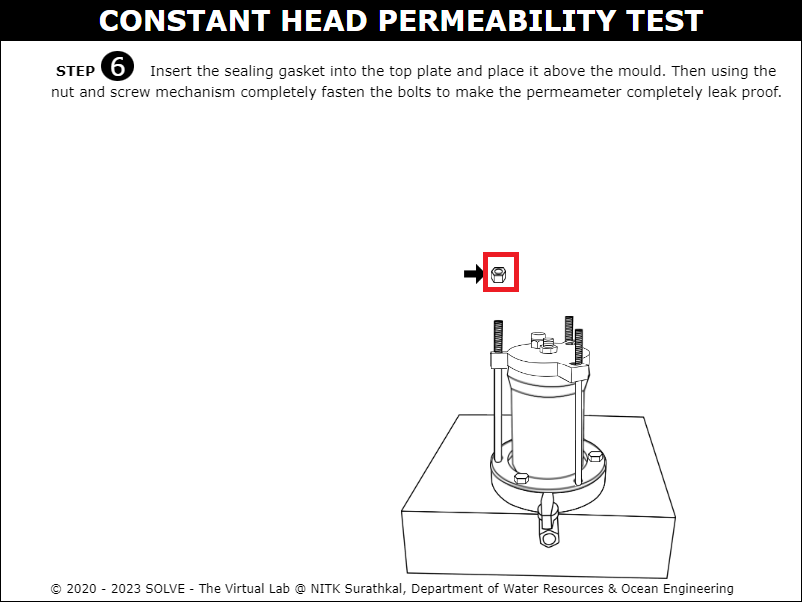 CONSTANT HEAD PERMEABILITY TEST
STEP 6 Insert the sealing gasket into the top plate and place it above the mould. Then using the
nut and screw mechanism completely fasten the bolts to make the permeameter completely leak proof.
© 2020 - 2023 SOLVE - The Virtual Lab @ NITK Surathkal, Department of Water Resources & Ocean Engineering